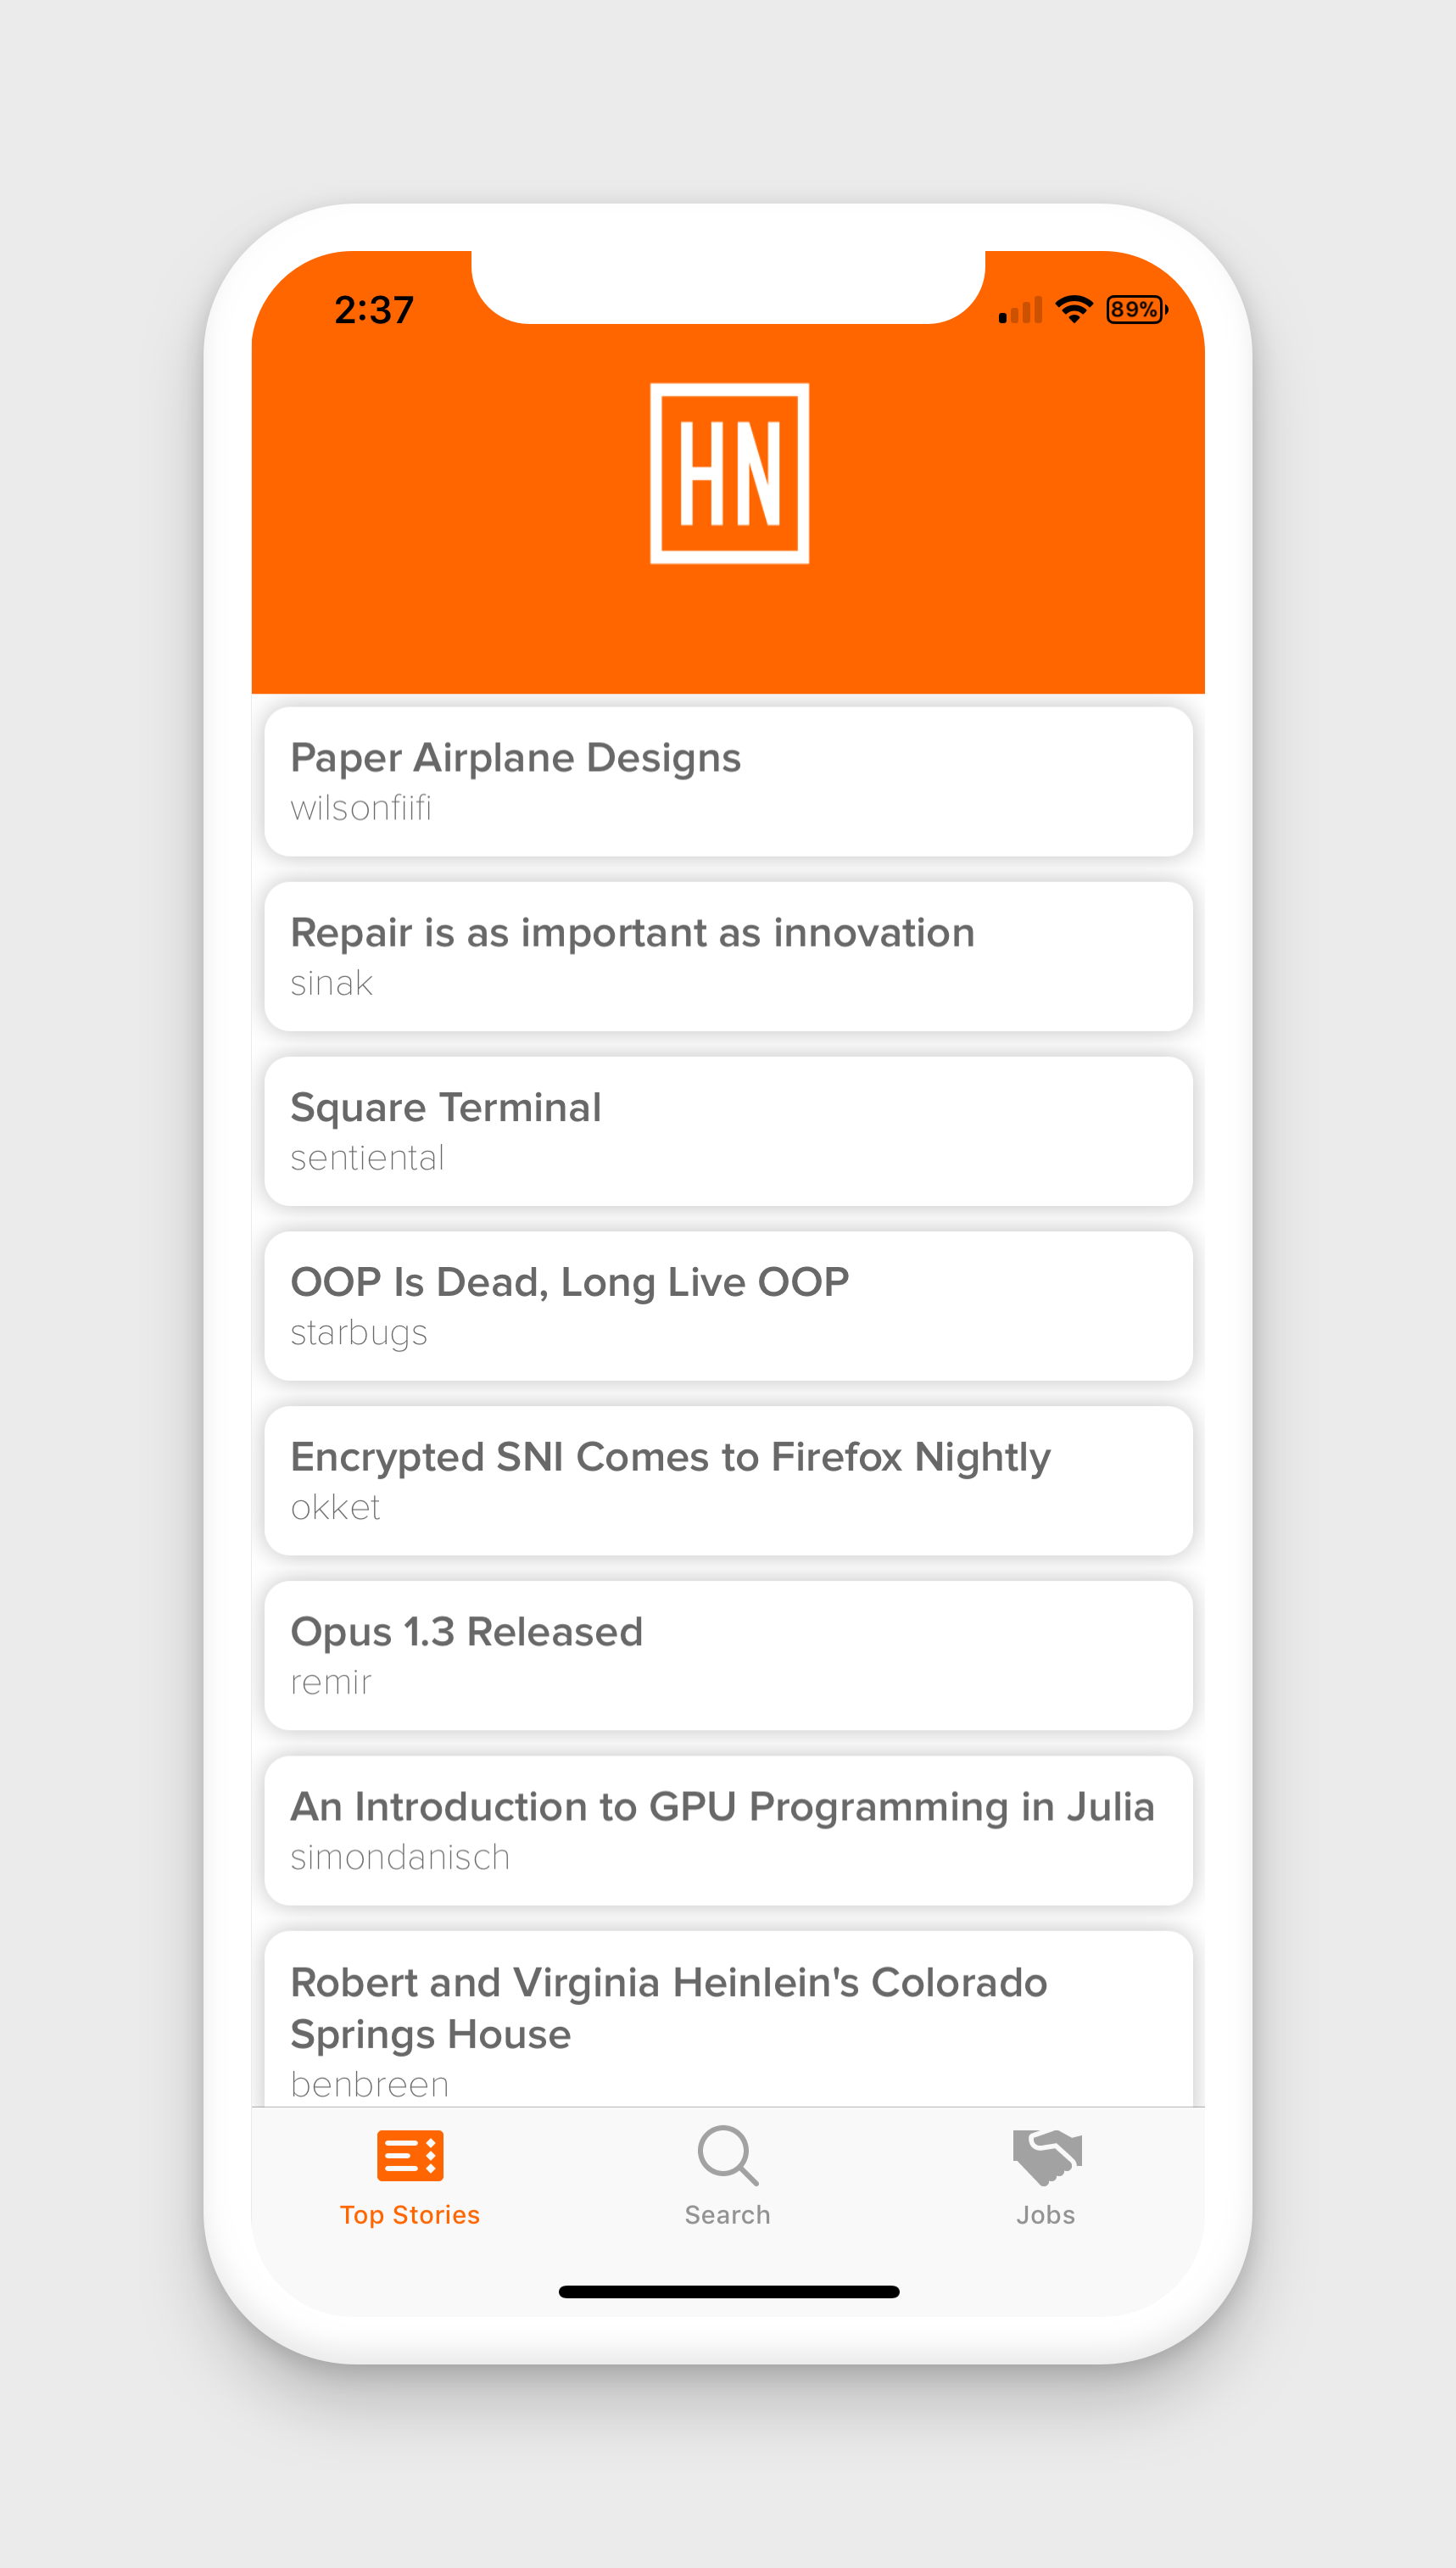 2:37
89%
HN
Paper Airplane Designs
wilsonfiifi
Repair is as important as innovation
sinak
Square Terminal
sentiental
OOP Is Dead, Long Live OOP
starbugs
Encrypted SNI Comes to Firefox Nightly
okket
Opus 1.3 Released
remir
An Introduction to GPU Programming in Julia
simondanisch
Robert and Virginia Heinlein's Colorado
Springs House
benbreen
Top Stories
Search
Jobs